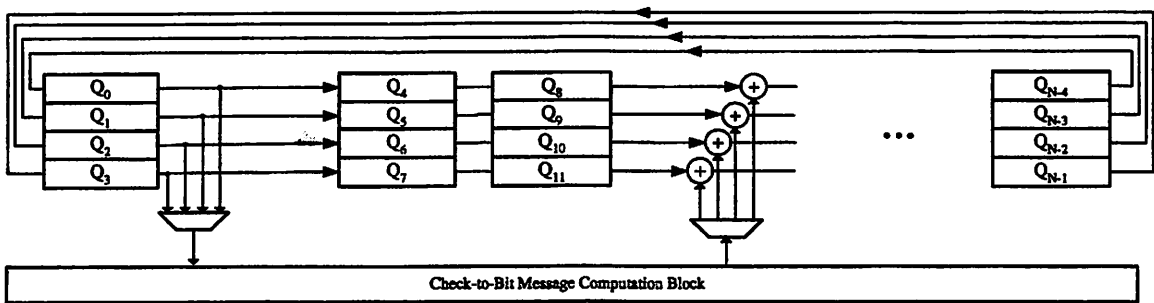 Q0 Q4 Q8 + QN-4
Q1 Q5 Q9 + QN-3
Q2 Q6 Q10 + ••• QN-2
Q3 Q7 Q11 + QN-1
Check-to-Bit Message Computation Block